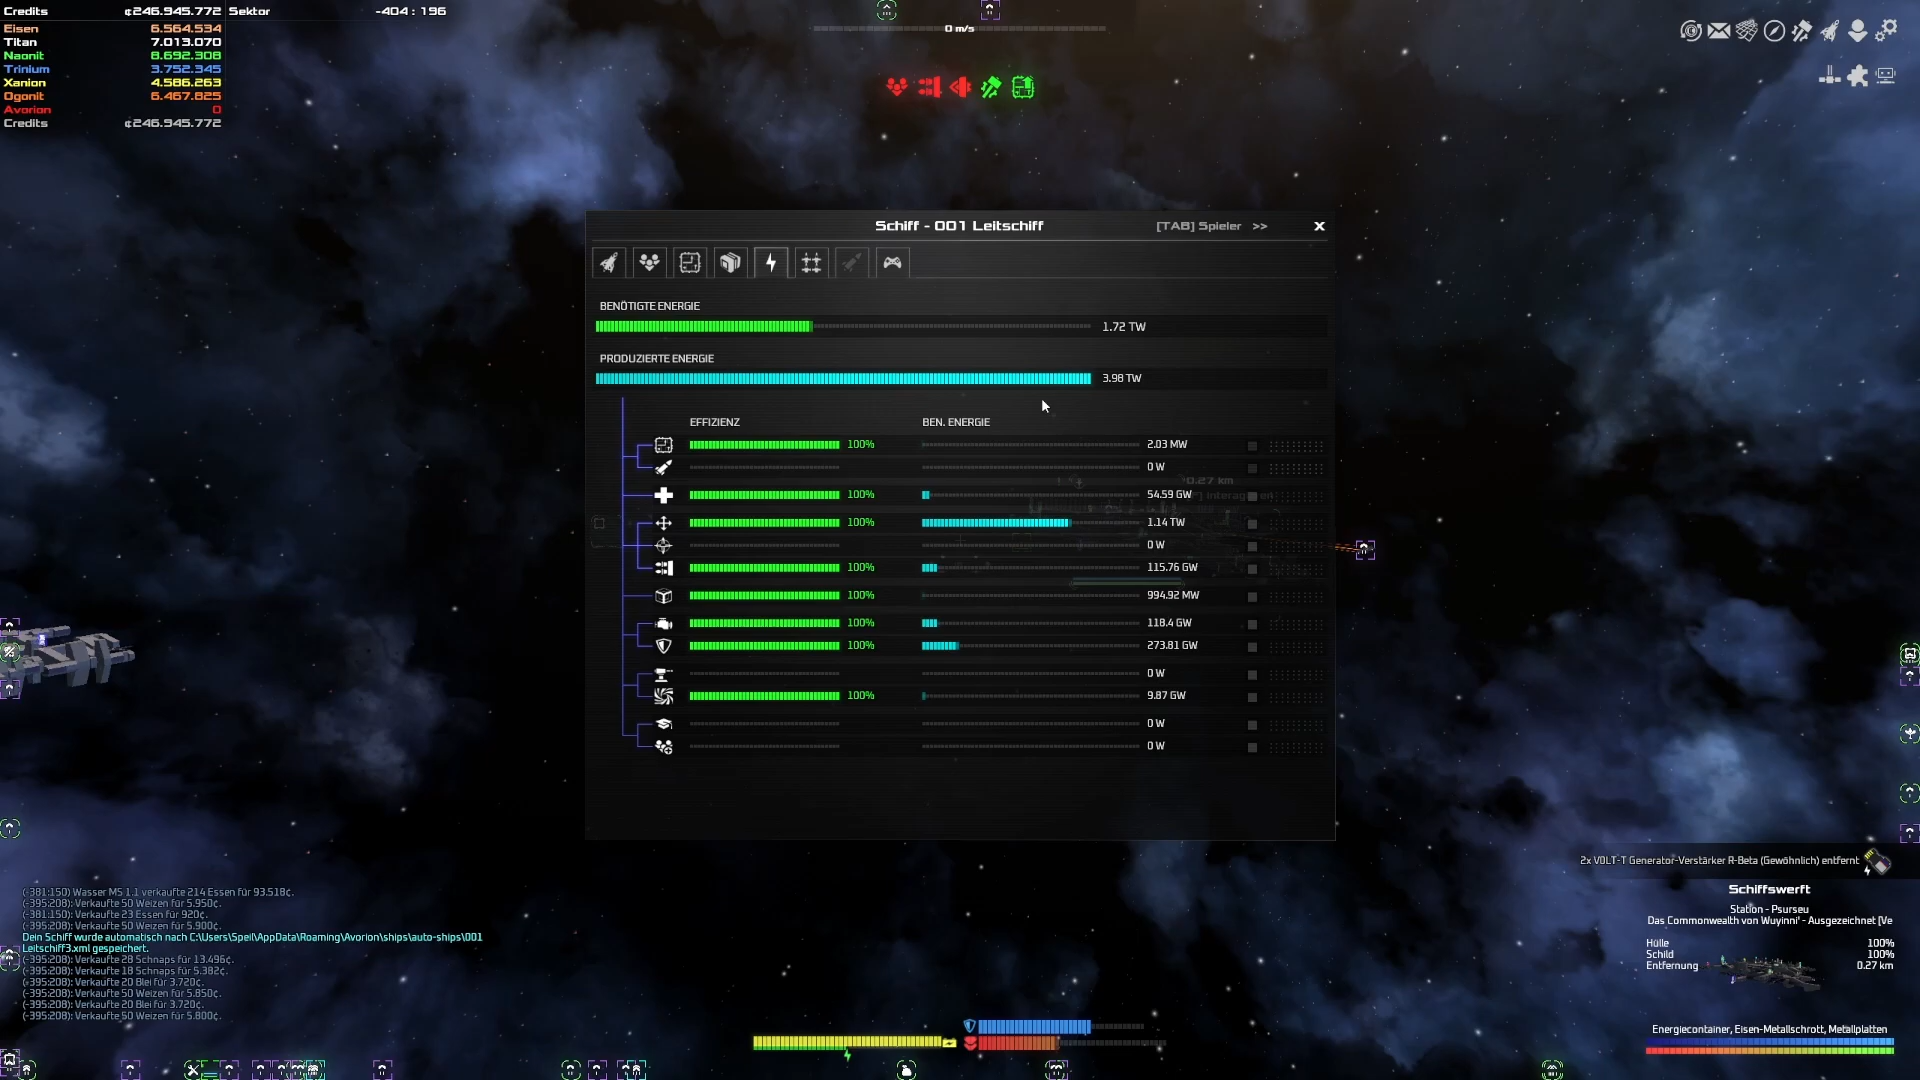 Credits ¢246.945.772 Sektor -404 : 196
Eisen 6.564.534
Titan 7.013.070
Naonit 8.692.308
Trinium 3.752.345
Xanion 4.586.263
Ogonit 6.467.825
Avorion 0
Credits ¢246.945.772
0 m/s
Schiff - 001 Leitschiff [TAB] Spieler >> X
BENÖTIGTE ENERGIE
1.72 TW
PRODUZIERTE ENERGIE
3.98 TW
EFFIZIENZ BEN. ENERGIE
100% 2.03 MW
0 W
100% 54.59 GW
100% 1.14 TW
0 W
100% 115.76 GW
100% 994.92 MW
100% 118.4 GW
100% 273.81 GW
0 W
100% 9.87 GW
0 W
0 W
0.27 km
2x VOLT-T Generator-Verstärker R-Beta (Gewöhnlich) entfernt
Schiffswerft
Station - Psurseu
Das Commonwealth von Wuyinni' - Ausgezeichnet [Ve
Hülle 100%
Schild 100%
Entfernung 0.27 km
Energiecontainer, Eisen-Metallschrott, Metallplatten
(-381:150) Wasser MS 1.1 verkaufte 214 Essen für 93.518¢.
(-395:208): Verkaufte 50 Weizen für 5.950¢.
(-381:150): Verkaufte 23 Essen für 920¢.
(-395:208): Verkaufte 50 Weizen für 5.900¢.
Dein Schiff wurde automatisch nach C:\Users\Speil\AppData\Roaming\Avorion\ships\auto-ships\001
Leitschiff3.xml gespeichert.
(-395:208): Verkaufte 28 Schnaps für 13.496¢.
(-395:208): Verkaufte 18 Schnaps für 5.382¢.
(-395:208): Verkaufte 20 Blei für 3.720¢.
(-395:208): Verkaufte 50 Weizen für 5.850¢.
(-395:208): Verkaufte 20 Blei für 3.720¢.
(-395:208): Verkaufte 50 Weizen für 5.800¢.